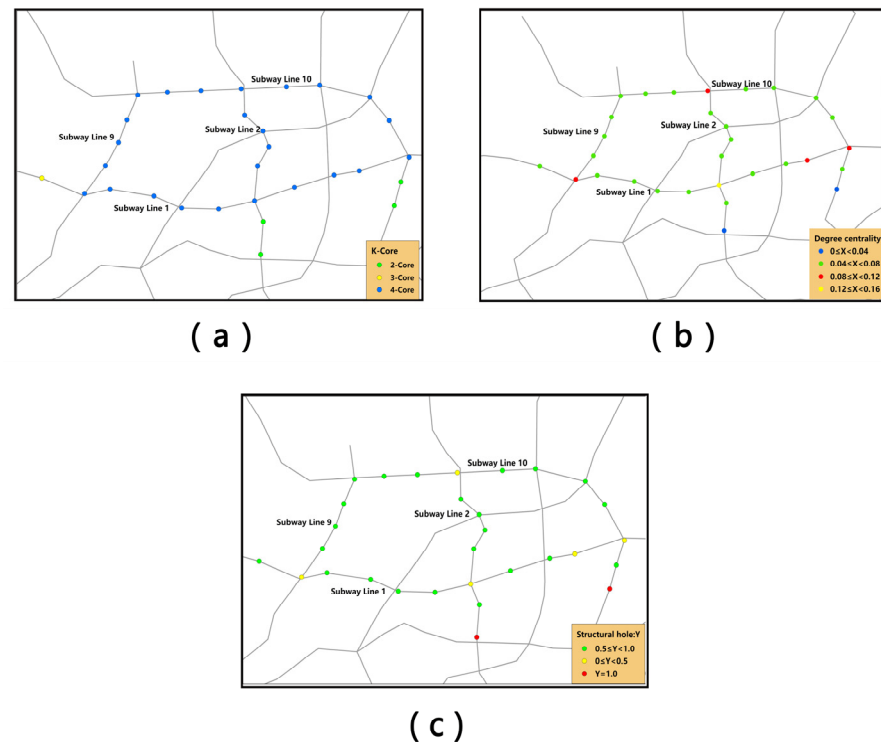 Subway Line 10
Subway Line 2
Subway Line 9
Subway Line 1
K-Core
2-Core
3-Core
4-Core
( a )
Subway Line 10
Subway Line 2
Subway Line 9
Subway Line 1
Degree centrality
0≤X<0.04
0.04≤X<0.08
0.08≤X<0.12
0.12≤X<0.16
( b )
Subway Line 10
Subway Line 2
Subway Line 9
Subway Line 1
Structural hole:Y
0.5≤Y<1.0
0≤Y<0.5
Y=1.0
( c )